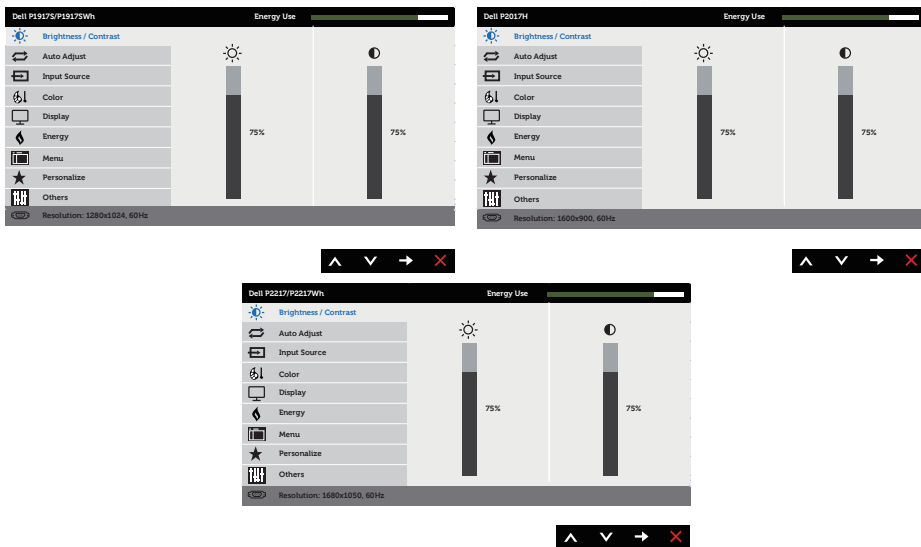 Dell P1917S/P1917SWh Energy Use
Brightness / Contrast
Auto Adjust
Input Source
Color
Display
Energy
75% 75%
Menu
Personalize
Others
Resolution: 1280x1024, 60Hz
Dell P2017H Energy Use
Brightness / Contrast
Auto Adjust
Input Source
Color
Display
Energy
75% 75%
Menu
Personalize
Others
Resolution: 1600x900, 60Hz
Dell P2217/P2217Wh Energy Use
Brightness / Contrast
Auto Adjust
Input Source
Color
Display
Energy
75% 75%
Menu
Personalize
Others
Resolution: 1680x1050, 60Hz